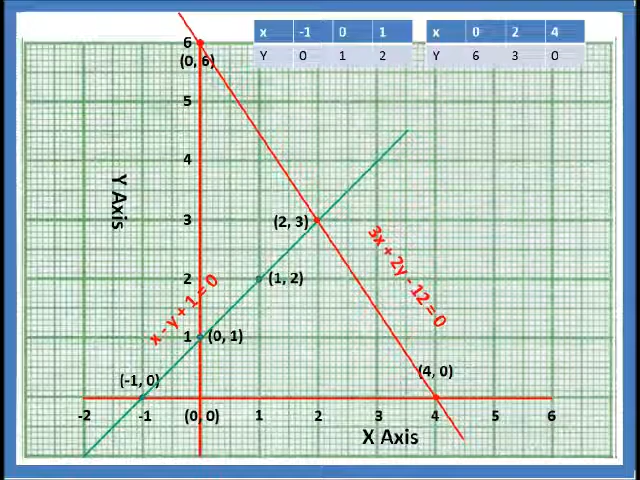 x -1 0 1
Y 0 1 2
x 0 2 4
Y 6 3 0
6
(0, 6)
5
4
Y Axis
3
(2, 3)
3x + 2y - 12 = 0
2
(1, 2)
x - y + 1 = 0
1
(0, 1)
(-1, 0)
(4, 0)
-2 -1 (0, 0) 1 2 3 4 5 6
X Axis